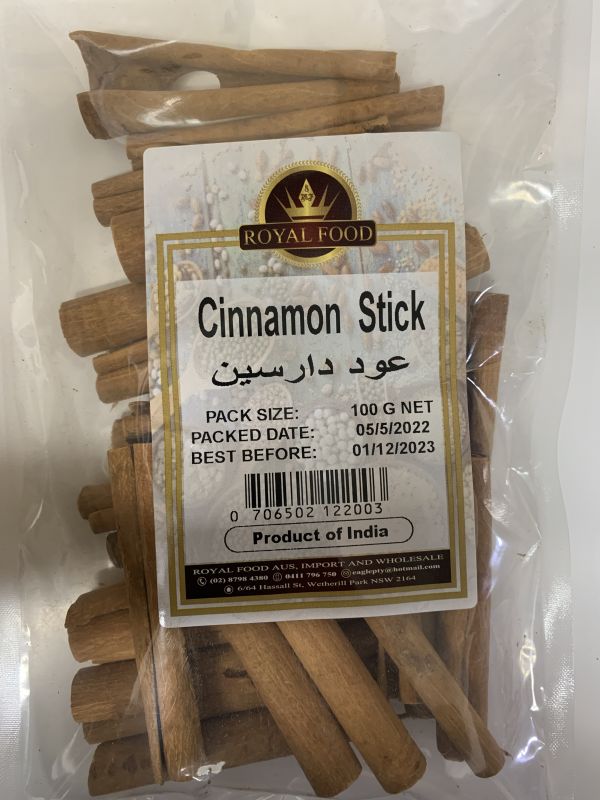 ROYAL FOOD
Cinnamon Stick
عود دارسين
PACK SIZE: 100 G NET
PACKED DATE: 05/5/2022
BEST BEFORE: 01/12/2023
0 706502 122003
Product of India
ROYAL FOOD AUS, IMPORT AND WHOLESALE
(02) 8798 4380 0411 796 750 eaglepty@hotmail.com
6/64 Hassall St, Wetherill Park NSW 2164